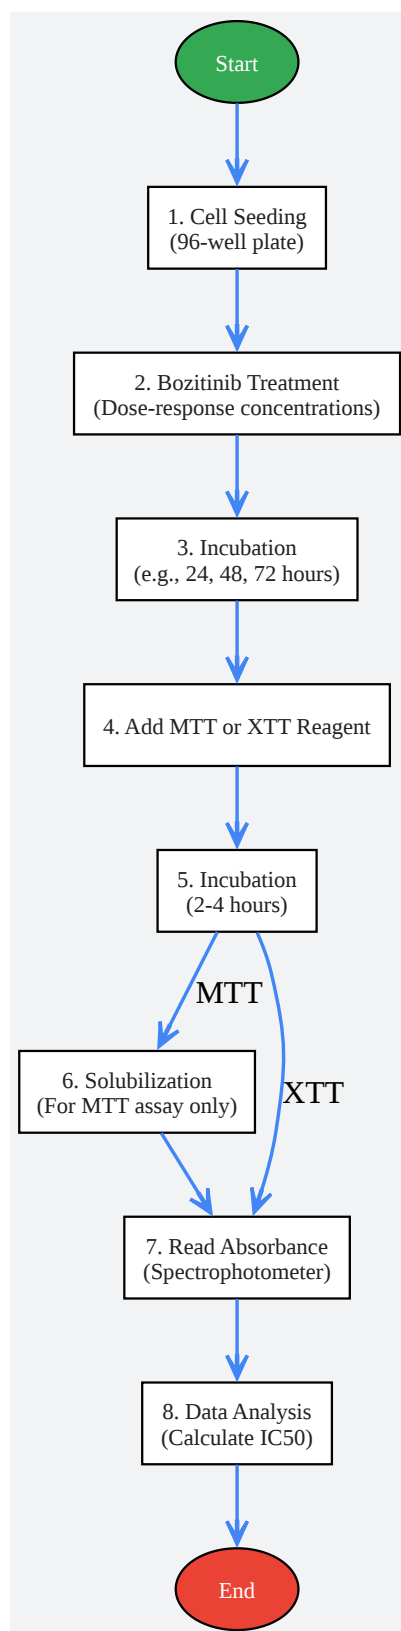 Start
1. Cell Seeding
(96-well plate)
2. Bozitinib Treatment
(Dose-response concentrations)
3. Incubation
(e.g., 24, 48, 72 hours)
4. Add MTT or XTT Reagent
5. Incubation
(2-4 hours)
MTT
6. Solubilization
(For MTT assay only)
XTT
7. Read Absorbance
(Spectrophotometer)
8. Data Analysis
(Calculate IC50)
End